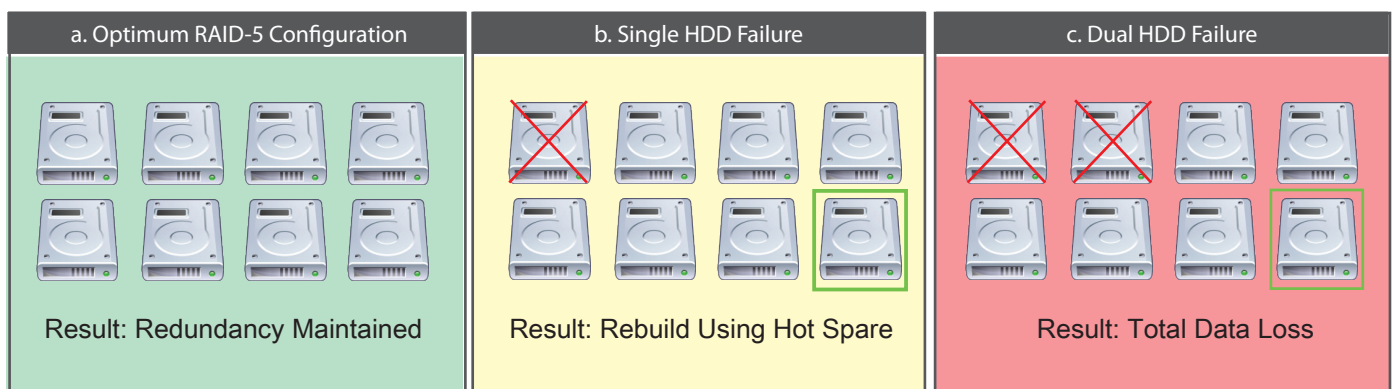 a. Optimum RAID-5 Configuration
b. Single HDD Failure
c. Dual HDD Failure
Result: Redundancy Maintained
Result: Rebuild Using Hot Spare
Result: Total Data Loss